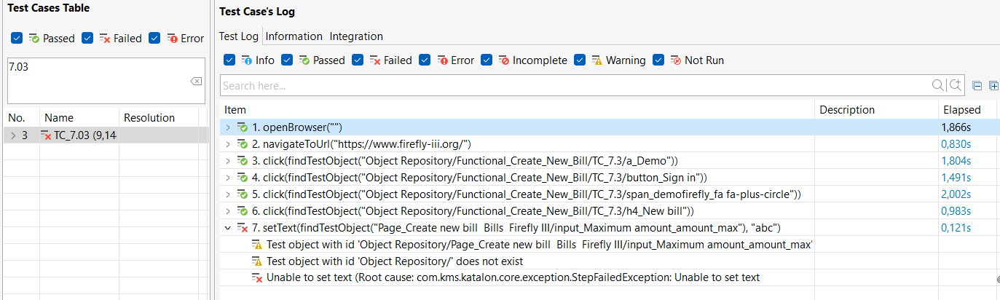 Test Cases Table
Passed Failed Error
7.03
No. Name Resolution
3 TC_7.03 (9,14
Test Case's Log
Test Log Information Integration
Info Passed Failed Error Incomplete Warning Not Run
Search here...
Item Description Elapsed
1. openBrowser("") 1,866s
2. navigateToUrl("https://www.firefly-iii.org/") 0,830s
3. click(findTestObject("Object Repository/Functional_Create_New_Bill/TC_7.3/a_Demo")) 1,804s
4. click(findTestObject("Object Repository/Functional_Create_New_Bill/TC_7.3/button_Sign in")) 1,491s
5. click(findTestObject("Object Repository/Functional_Create_New_Bill/TC_7.3/span_demofirefly_fa fa-plus-circle")) 2,002s
6. click(findTestObject("Object Repository/Functional_Create_New_Bill/TC_7.3/h4_New bill")) 0,983s
7. setText(findTestObject("Page_Create new bill  Bills  Firefly III/input_Maximum amount_amount_max"), "abc") 0,121s
Test object with id 'Object Repository/Page_Create new bill  Bills  Firefly III/input_Maximum amount_amount_max'
Test object with id 'Object Repository/' does not exist
Unable to set text (Root cause: com.kms.katalon.core.exception.StepFailedException: Unable to set text